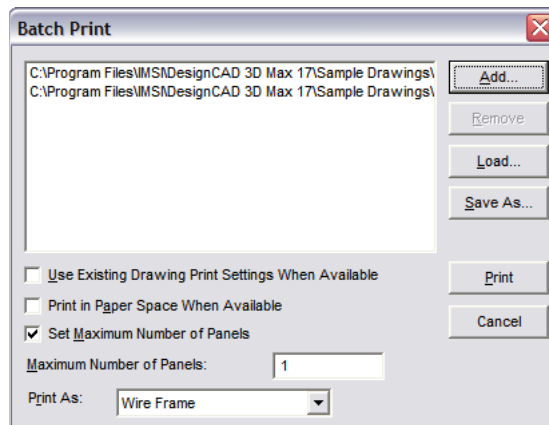 Batch Print
C:\Program Files\IMSI\DesignCAD 3D Max 17\Sample Drawings\
C:\Program Files\IMSI\DesignCAD 3D Max 17\Sample Drawings\
Add...
Remove
Load...
Save As...
Use Existing Drawing Print Settings When Available
Print
Print in Paper Space When Available
Cancel
Set Maximum Number of Panels
Maximum Number of Panels: 1
Print As: Wire Frame